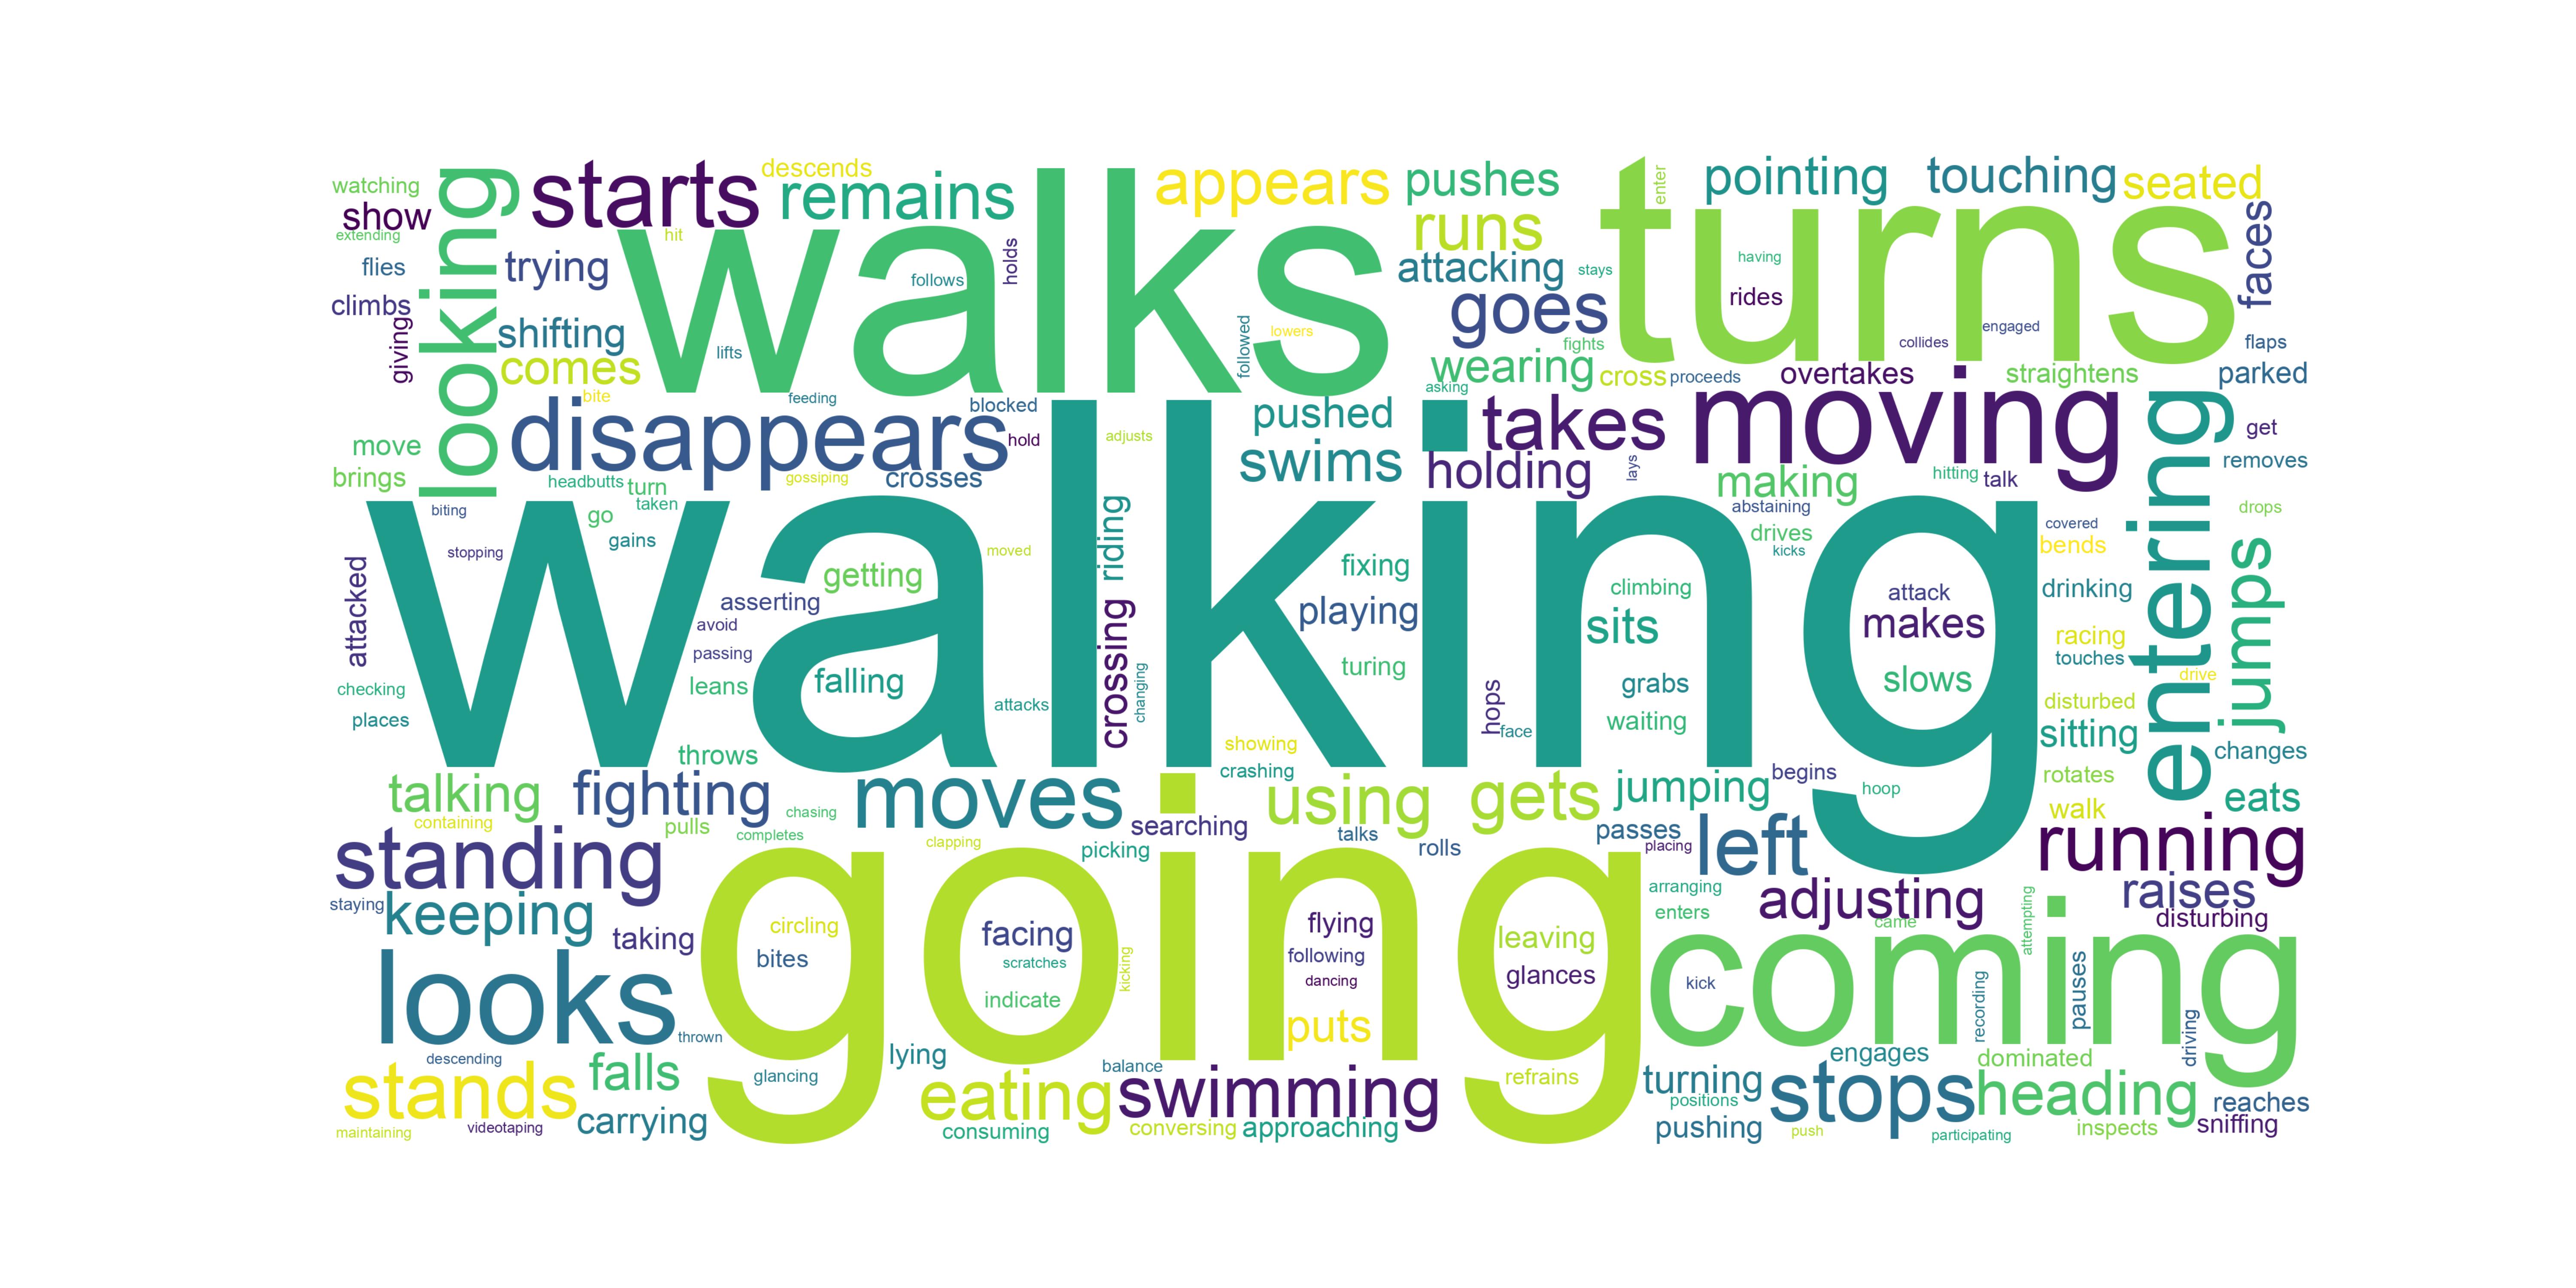 watching
show
extending
flies
climbs
giving
looking
starts
descends
remains
hit
trying
shifting
comes
bite
walks
follows
holds
lifts
followed
lowers
appears
pushes
runs
attacking
stays
goes
fights
wearing
asking
cross
proceeds
enter
turns
pointing
touching
seated
having
rides
engaged
collides
faces
flaps
overtakes
straightens
parked
move
brings
disappears
feeding
blocked
hold
adjusts
gossiping
crosses
headbutts
turn
taken
pushed
swims
takes
holding
lays
moving
making
hitting
talk
entering
get
removes
drops
jumps
biting
stopping
go
gains
attacked
checking
places
walking
getting
moved
asserting
avoid
passing
leans
falling
attacks
throws
riding
crossing
changing
fixing
playing
turing
hops
face
showing
crashing
climbing
sits
grabs
waiting
abstaining
drives
kicks
attack
makes
slows
covered
bends
drinking
racing
touches
drive
disturbed
sitting
changes
rotates
eats
walk
talking
containing
fighting
pulls
chasing
completes
moves
clapping
picking
searching
using
talks
rolls
gets
jumping
begins
hoop
passes
placing
left
running
standing
staying
keeping
taking
looks
thrown
going
circling
bites
facing
scratches
indicate
kicking
flying
following
dancing
puts
leaving
glances
refrains
arranging
enters
adjusting
came
attempting
raises
disturbing
coming
kick
recording
pauses
driving
descending
stands
falls
maintaining
videotaping
carrying
glancing
lying
balance
eating
swimming
consuming
conversing
approaching
turning
positions
pushing
push
engages
dominated
stops
heading
reaches
participating
inspects
sniffing